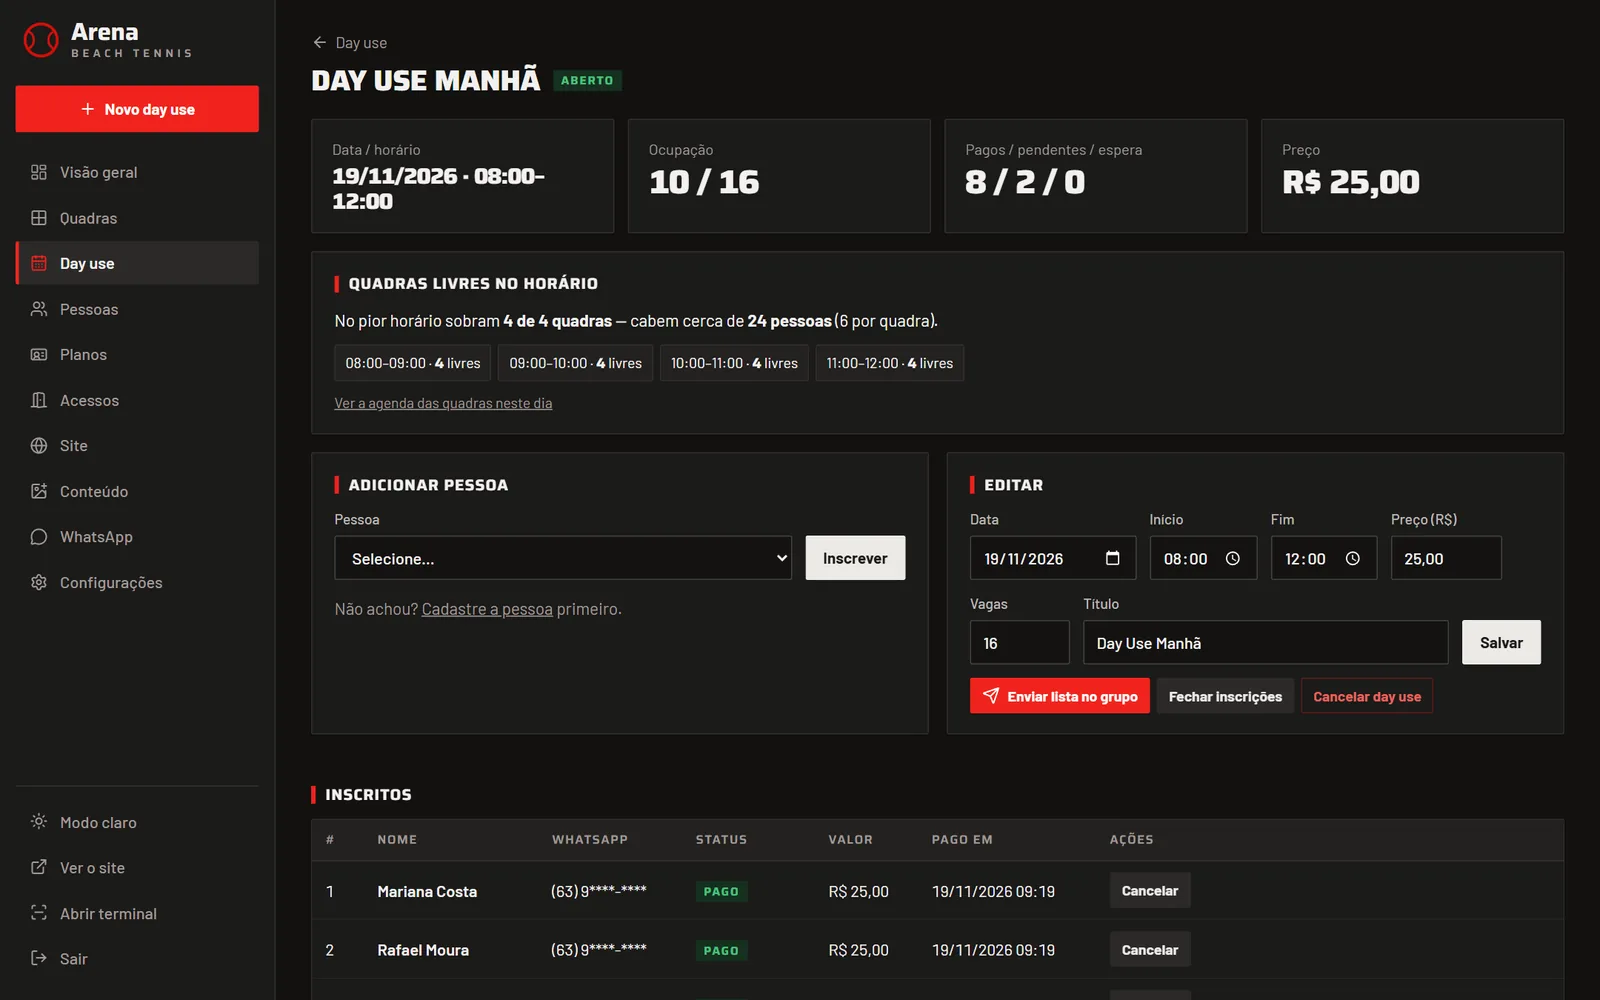 Arena
BEACH TENNIS
Novo day use
Visão geral
Quadras
Day use
Pessoas
Planos
Acessos
Site
Conteúdo
WhatsApp
Configurações
Modo claro
Ver o site
Abrir terminal
Sair
Day use
DAY USE MANHÃ ABERTO
Data / horário
19/11/2026 · 08:00–
12:00
Ocupação
10 / 16
Pagos / pendentes / espera
8 / 2 / 0
Preço
R$ 25,00
QUADRAS LIVRES NO HORÁRIO
No pior horário sobram 4 de 4 quadras — cabem cerca de 24 pessoas (6 por quadra).
08:00–09:00 · 4 livres 09:00–10:00 · 4 livres 10:00–11:00 · 4 livres 11:00–12:00 · 4 livres
Ver a agenda das quadras neste dia
ADICIONAR PESSOA
Pessoa
Selecione... Inscrever
Não achou? Cadastre a pessoa primeiro.
EDITAR
Data Início Fim Preço (R$)
19/11/2026 08:00 12:00 25,00
Vagas Título
16 Day Use Manhã Salvar
Enviar lista no grupo Fechar inscrições Cancelar day use
INSCRITOS
# NOME WHATSAPP STATUS VALOR PAGO EM AÇÕES
1 Mariana Costa (63) 9****-**** PAGO R$ 25,00 19/11/2026 09:19 Cancelar
2 Rafael Moura (63) 9****-**** PAGO R$ 25,00 19/11/2026 09:19 Cancelar